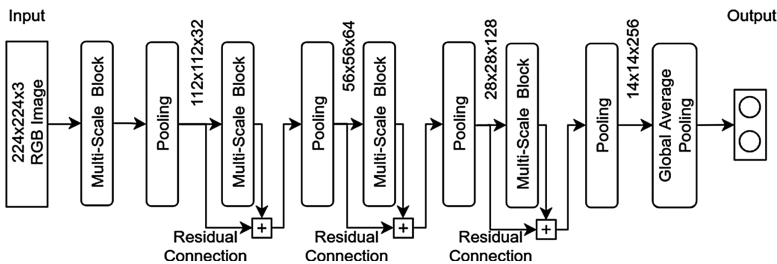 Input
Output
224x224x3
RGB Image
Multi-Scale Block
Pooling
112x112x32
Multi-Scale Block
+
Residual
Connection
Pooling
56x56x64
Multi-Scale Block
+
Residual
Connection
Pooling
28x28x128
Multi-Scale Block
+
Residual
Connection
Pooling
14x14x256
Global Average
Pooling